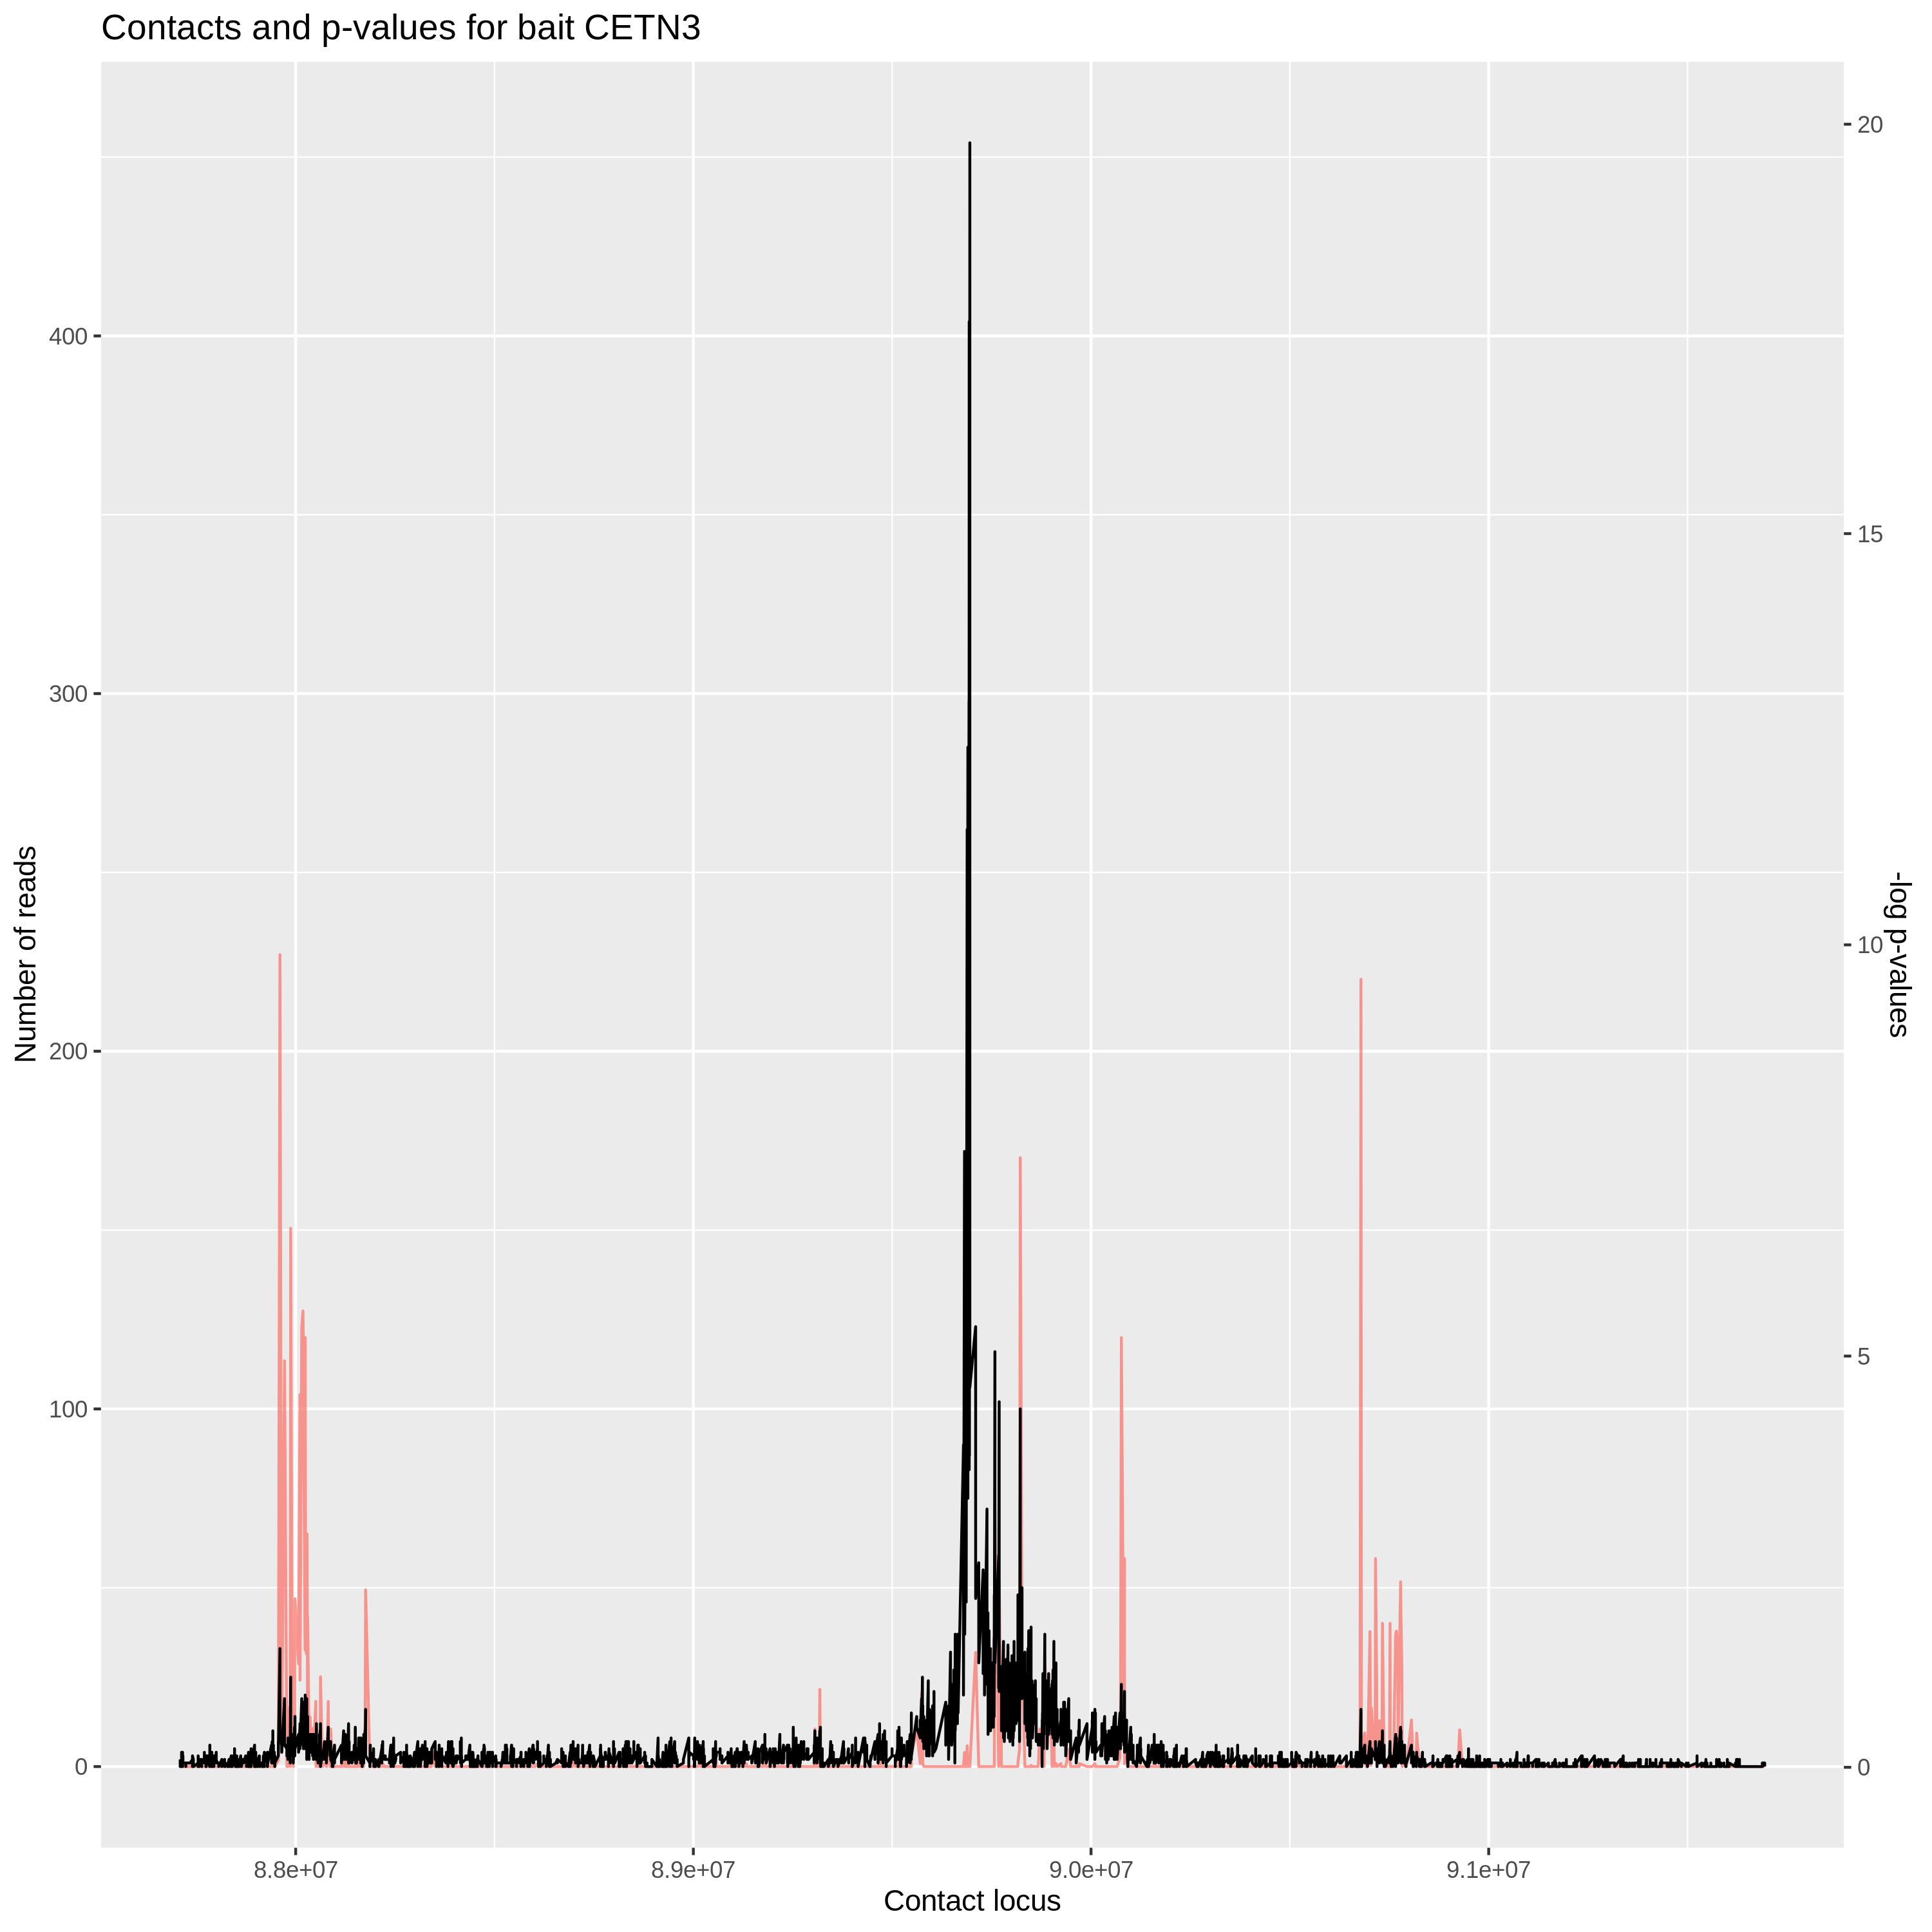 Contacts and p-values for bait CETN3
Number of reads
400
300
200
100
0
20
15
10
5
0
-log p-values
8.8e+07
8.9e+07
9.0e+07
9.1e+07
Contact locus